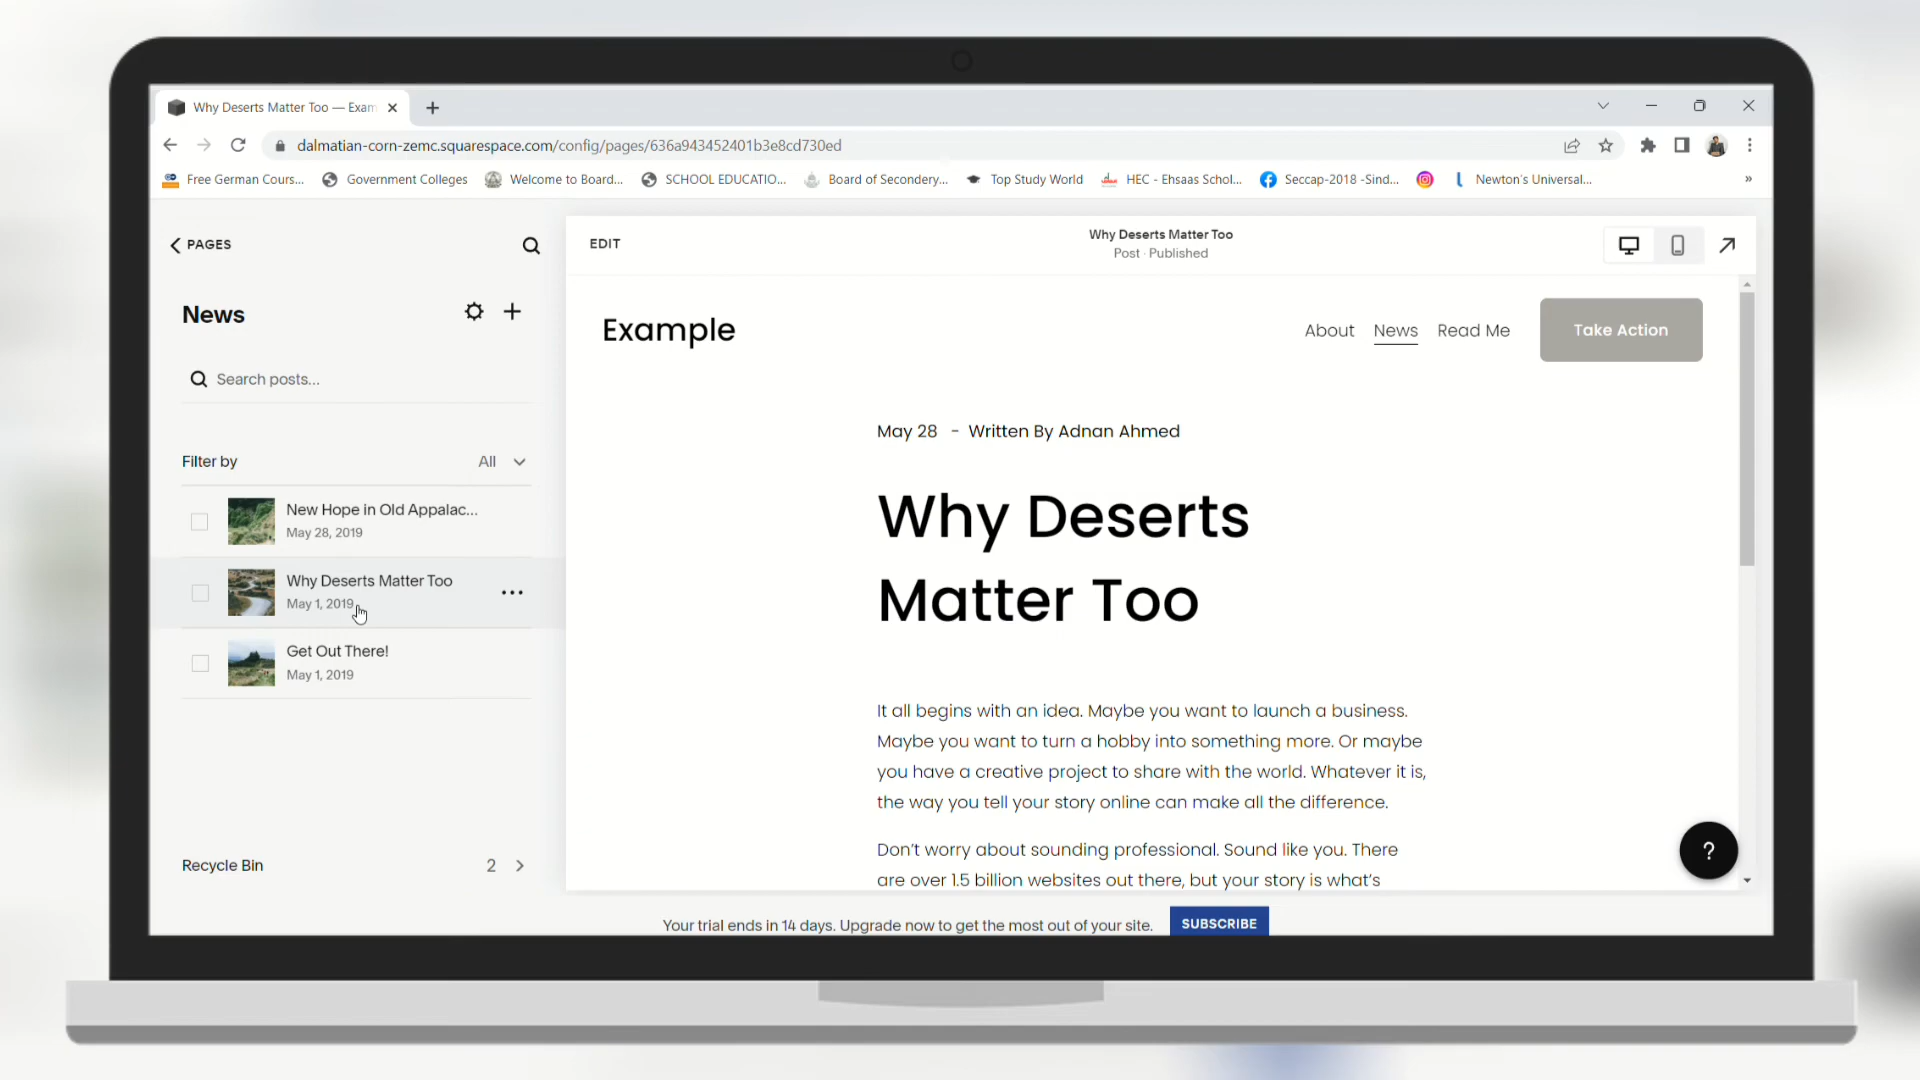 Why Deserts Matter Too — Exam
dalmatian-corn-zemc.squarespace.com/config/pages/636a943452401b3e8cd730ed
Free German Cours... Government Colleges Welcome to Board... SCHOOL EDUCATIO... Board of Secondery... Top Study World HEC - Ehsaas Schol... Seccap-2018 -Sind... Newton's Universal... »
PAGES
EDIT
Why Deserts Matter Too
Post · Published
News
Search posts...
Filter by All
New Hope in Old Appalac...
May 28, 2019
Why Deserts Matter Too
May 1, 2019
Get Out There!
May 1, 2019
Recycle Bin 2
Example
About News Read Me Take Action
May 28 - Written By Adnan Ahmed
Why Deserts
Matter Too
It all begins with an idea. Maybe you want to launch a business.
Maybe you want to turn a hobby into something more. Or maybe
you have a creative project to share with the world. Whatever it is,
the way you tell your story online can make all the difference.
Don't worry about sounding professional. Sound like you. There
are over 1.5 billion websites out there, but your story is what's
?
Your trial ends in 14 days. Upgrade now to get the most out of your site. SUBSCRIBE